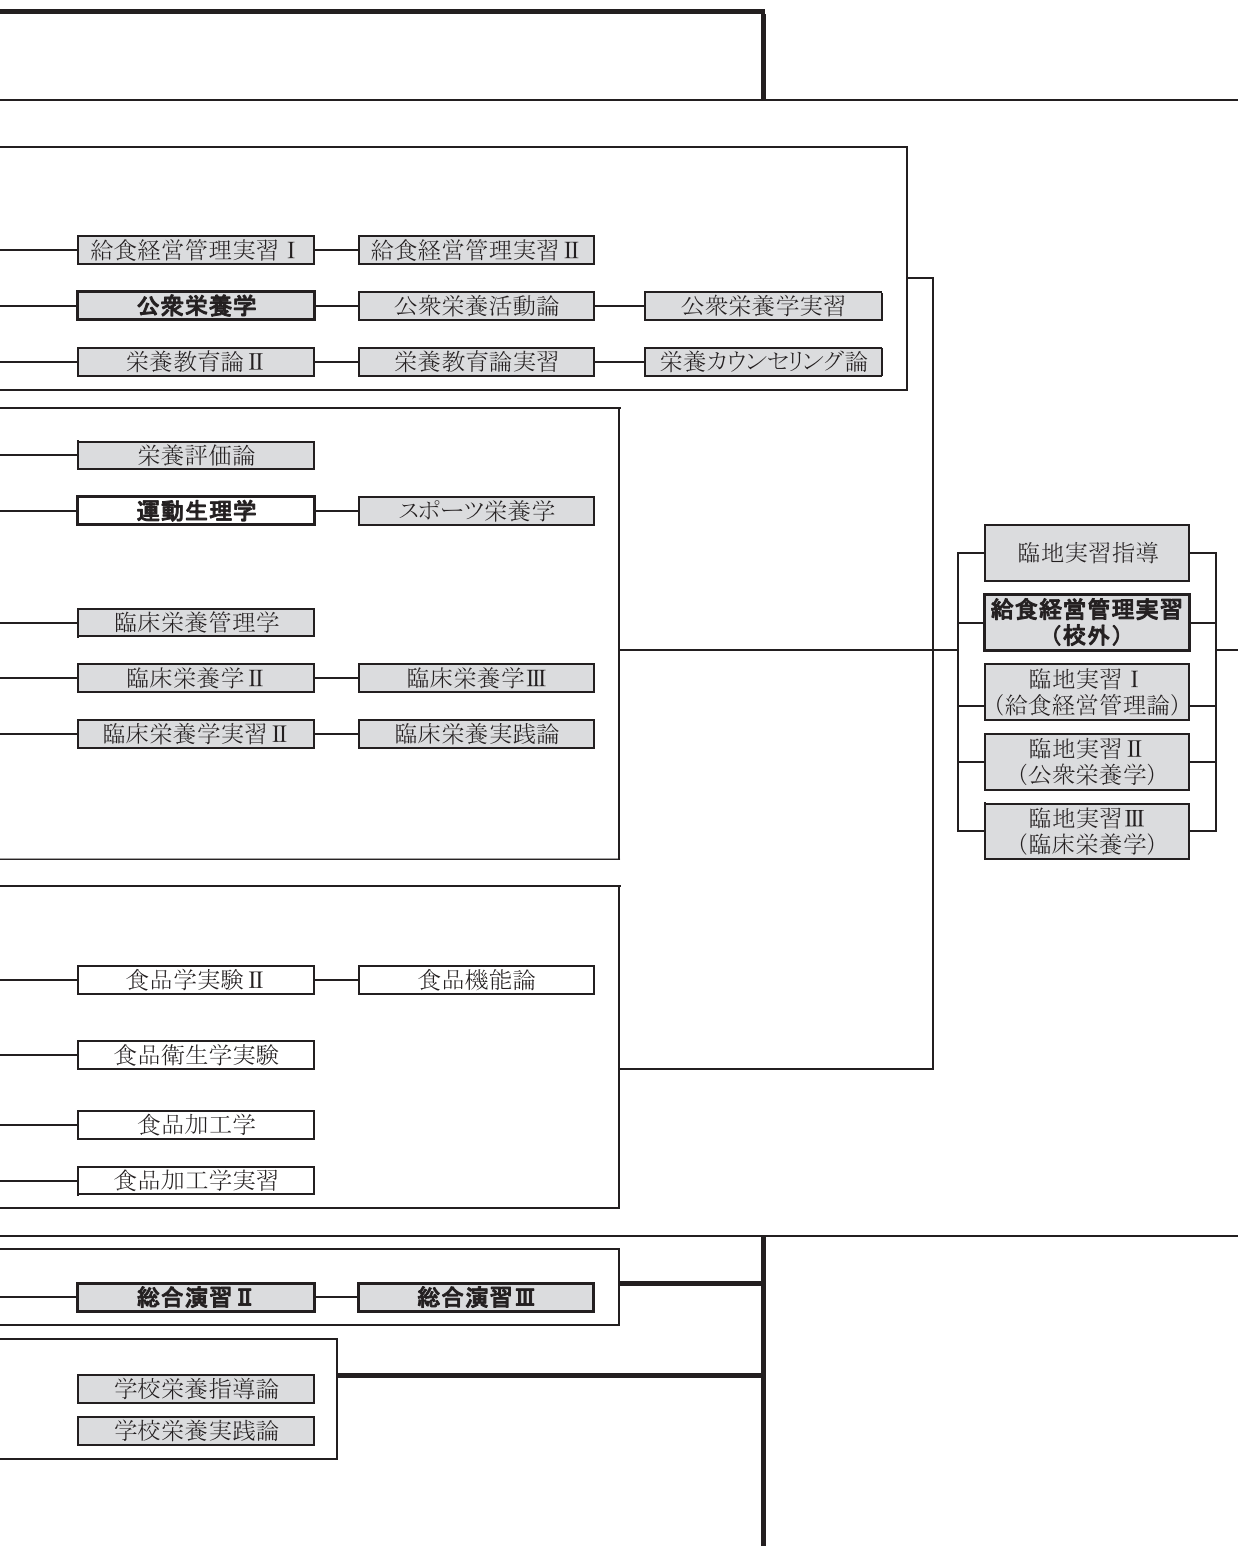 給食経営管理実習Ⅰ
給食経営管理実習Ⅱ
公衆栄養学
公衆栄養活動論
公衆栄養学実習
栄養教育論Ⅱ
栄養教育論実習
栄養カウンセリング論
栄養評価論
運動生理学
スポーツ栄養学
臨床栄養管理学
臨床栄養学Ⅱ
臨床栄養学Ⅲ
臨床栄養学実習Ⅱ
臨床栄養実践論
臨地実習指導
給食経営管理実習
（校外）
臨地実習Ⅰ
（給食経営管理論）
臨地実習Ⅱ
（公衆栄養学）
臨地実習Ⅲ
（臨床栄養学）
食品学実験Ⅱ
食品機能論
食品衛生学実験
食品加工学
食品加工学実習
総合演習Ⅱ
総合演習Ⅲ
学校栄養指導論
学校栄養実践論